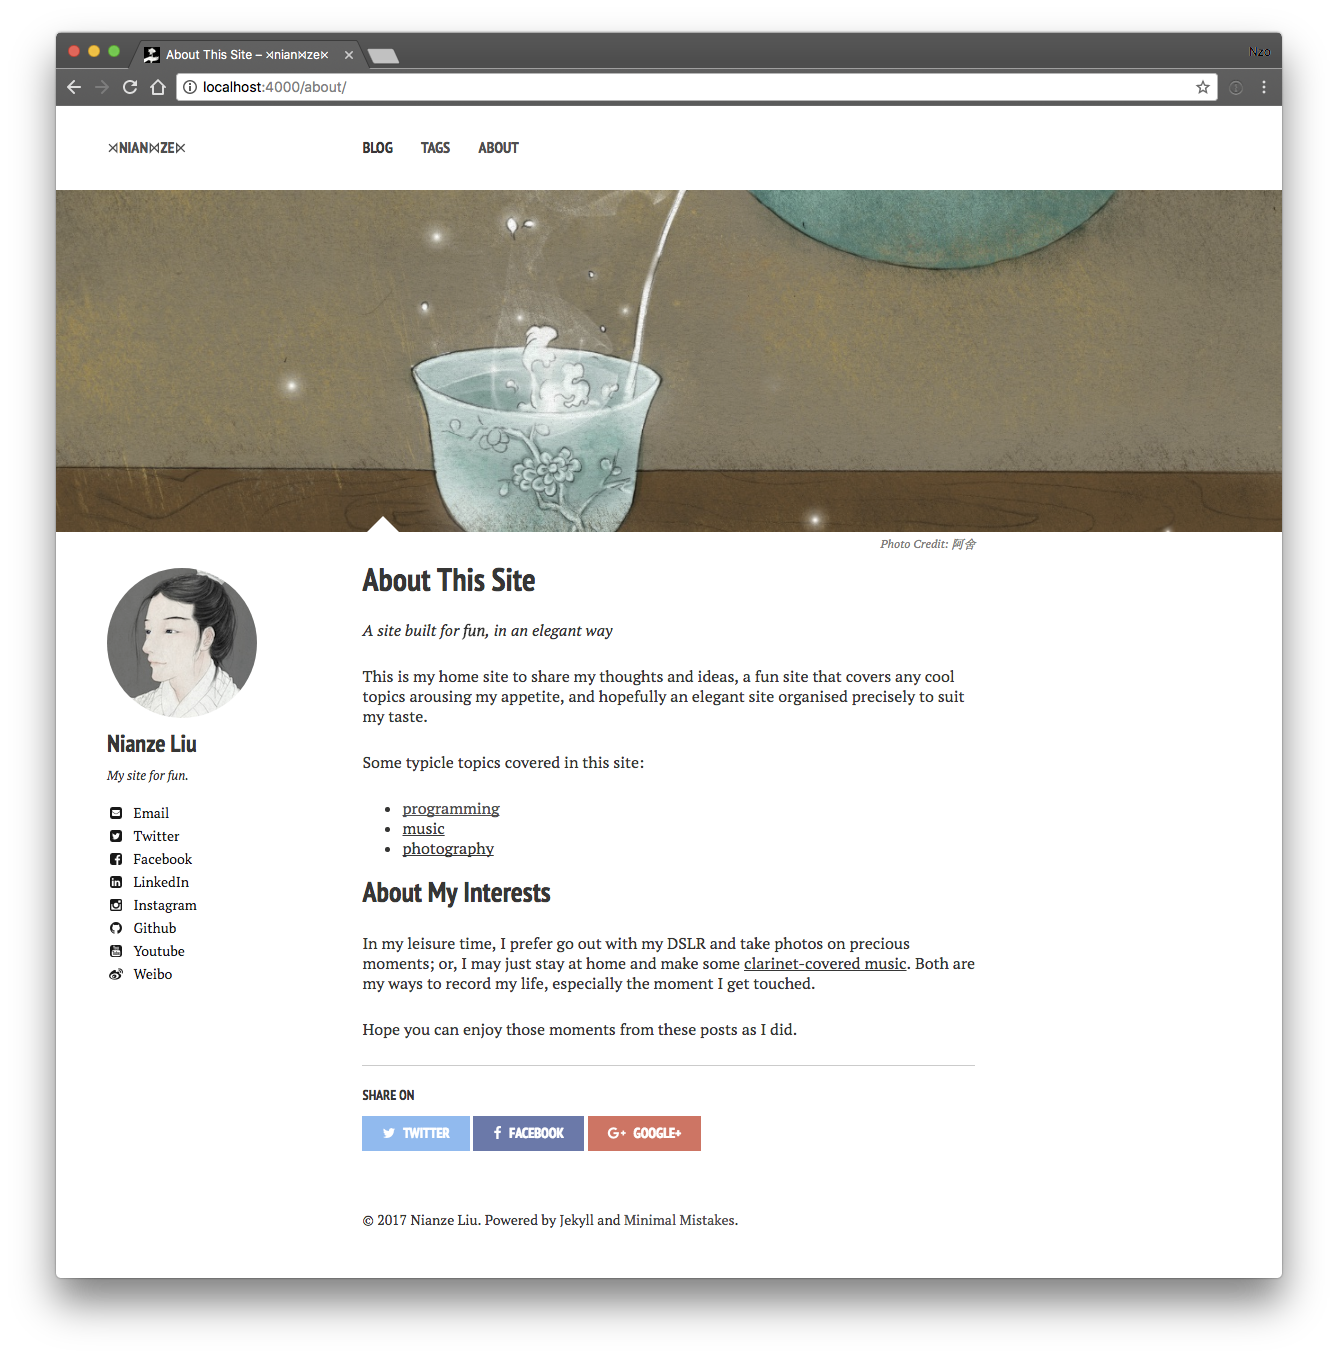 About This Site – ⋊nian⋈ze⋉
Nzo
localhost:4000/about/
⋊NIAN⋈ZE⋉
BLOG TAGS ABOUT
Photo Credit: 阿舍
About This Site
A site built for fun, in an elegant way
This is my home site to share my thoughts and ideas, a fun site that covers any cool
topics arousing my appetite, and hopefully an elegant site organised precisely to suit
my taste.
Some typicle topics covered in this site:
• programming
• music
• photography
Nianze Liu
My site for fun.
Email
Twitter
Facebook
LinkedIn
Instagram
Github
Youtube
Weibo
About My Interests
In my leisure time, I prefer go out with my DSLR and take photos on precious
moments; or, I may just stay at home and make some clarinet-covered music. Both are
my ways to record my life, especially the moment I get touched.
Hope you can enjoy those moments from these posts as I did.
SHARE ON
TWITTER FACEBOOK GOOGLE+
© 2017 Nianze Liu. Powered by Jekyll and Minimal Mistakes.